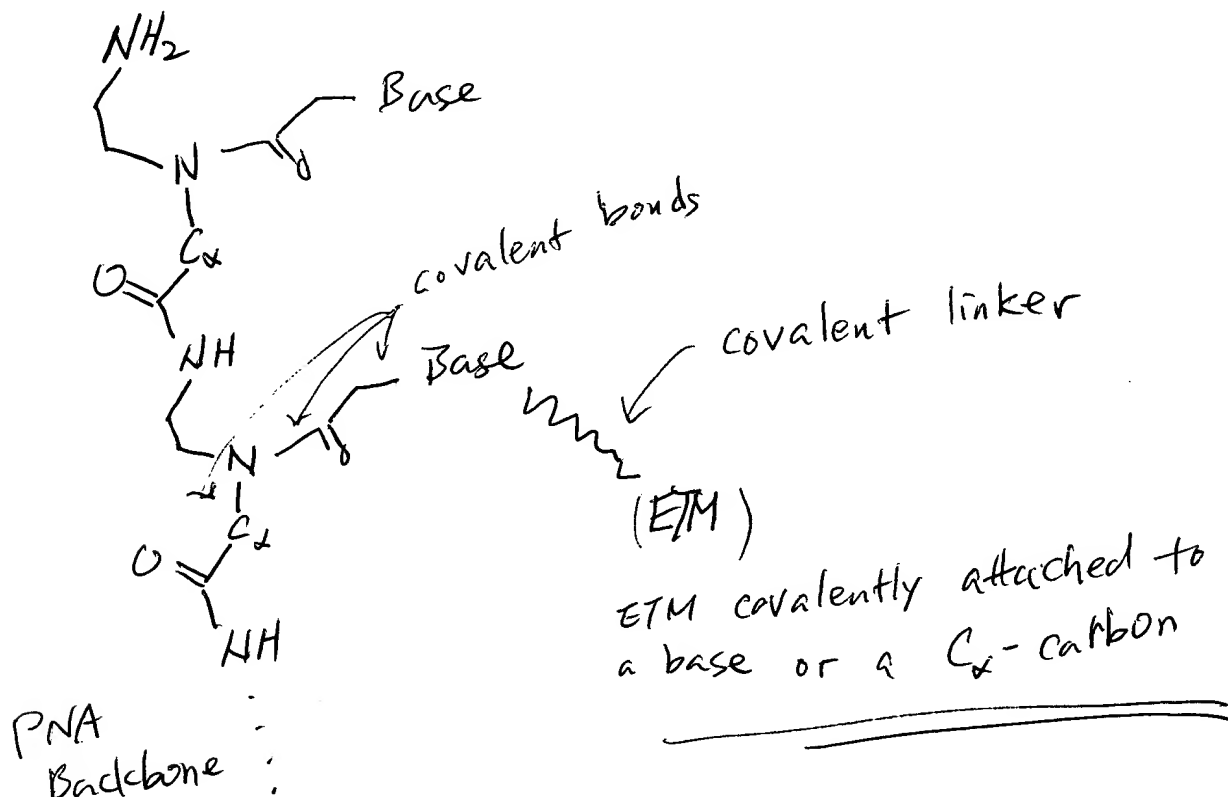 NH₂
Base
N
O
Cα
O
covalent bonds
NH
Base
covalent linker
N
O
(ETM)
Cα
O
ETM covalently attached to
a base or a Cα-carbon
NH
PNA
Backbone